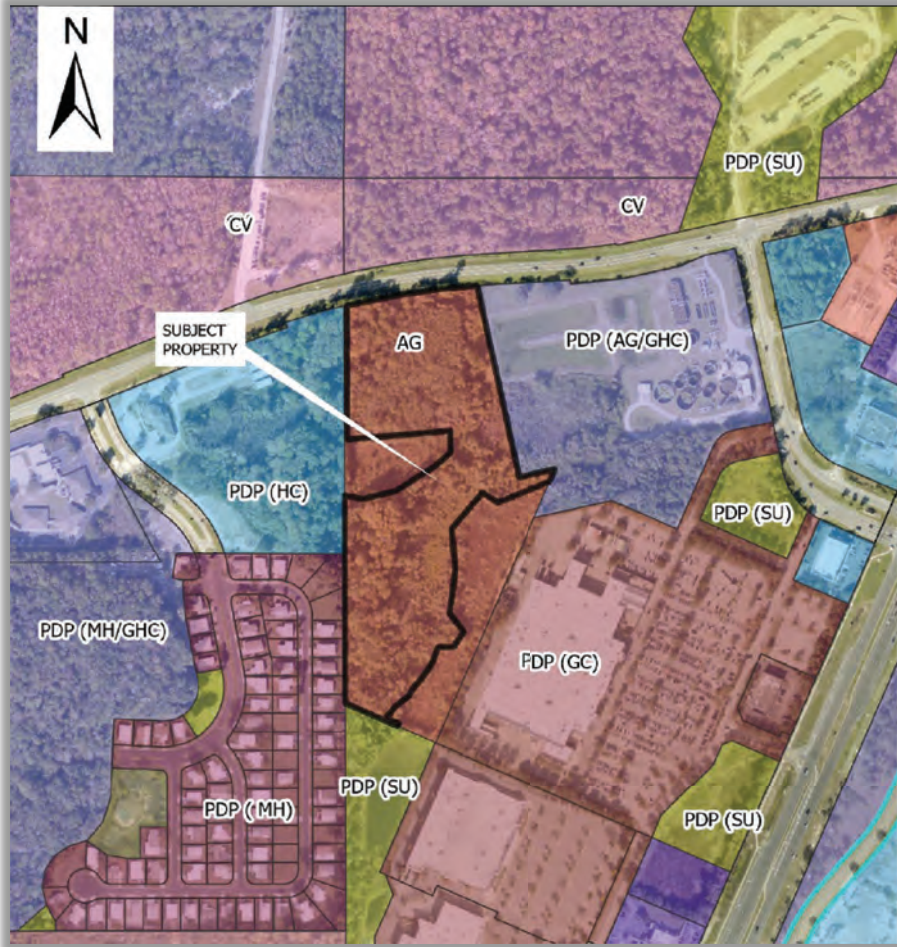 N
PDP (SU)
CV
CV
SUBJECT
PROPERTY
AG
PDP (AG/GHC)
PDP (HC)
PDP (SU)
PDP (MH/GHC)
PDP (GC)
PDP (SU)
PDP ( MH)
PDP (SU)